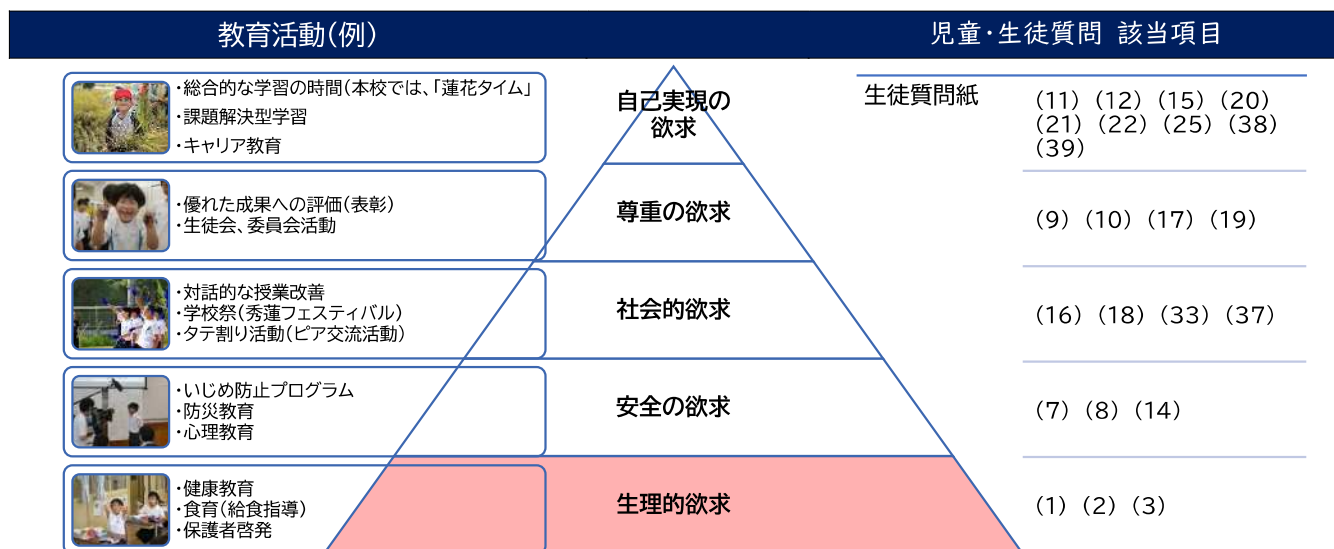 教育活動(例)
児童・生徒質問 該当項目
・総合的な学習の時間(本校では、「蓮花タイム」
・課題解決型学習
・キャリア教育
自己実現の
欲求
生徒質問紙
(11) (12) (15) (20)
(21) (22) (25) (38)
(39)
・優れた成果への評価(表彰)
・生徒会、委員会活動
尊重の欲求
(9) (10) (17) (19)
・対話的な授業改善
・学校祭(秀蓮フェスティバル)
・タテ割り活動(ピア交流活動)
社会的欲求
(16) (18) (33) (37)
・いじめ防止プログラム
・防災教育
・心理教育
安全の欲求
(7) (8) (14)
・健康教育
・食育(給食指導)
・保護者啓発
生理的欲求
(1) (2) (3)